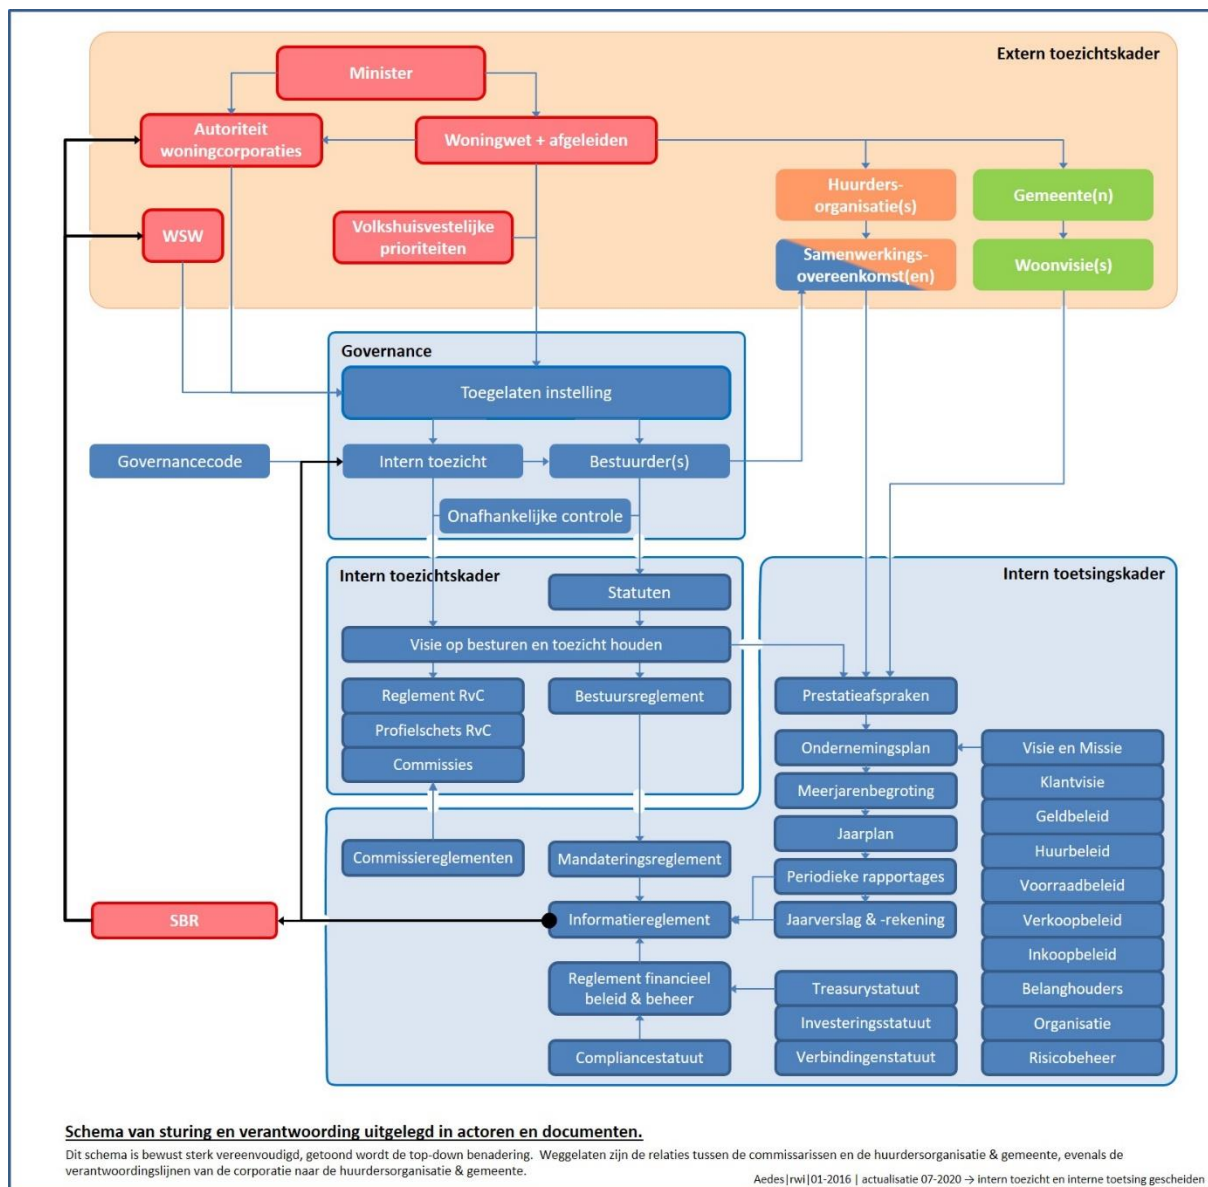 Extern toezichtskader
Minister
Autoriteit
woningcorporaties
Woningwet + afgeleiden
Huurders-
organisatie(s)
Gemeente(n)
WSW
Volkshuisvestelijke
prioriteiten
Samenwerkings-
overeenkomst(en)
Woonvisie(s)
Governance
Toegelaten instelling
Governancecode
Intern toezicht
Bestuurder(s)
Onafhankelijke controle
Intern toezichtskader
Statuten
Visie op besturen en toezicht houden
Reglement RvC
Profielschets RvC
Commissies
Bestuursreglement
Intern toetsingskader
Prestatieafspraken
Ondernemingsplan
Meerjarenbegroting
Jaarplan
Periodieke rapportages
Jaarverslag & -rekening
Visie en Missie
Klantvisie
Geldbeleid
Huurbeleid
Voorraadbeleid
Verkoopbeleid
Inkoopbeleid
Belanghouders
Organisatie
Risicobeheer
Commissiereglementen
Mandateringsreglement
SBR
Informatiereglement
Reglement financieel
beleid & beheer
Compliancestatuut
Treasurystatuut
Investeringsstatuut
Verbindingenstatuut
Schema van sturing en verantwoording uitgelegd in actoren en documenten.
Dit schema is bewust sterk vereenvoudigd, getoond wordt de top-down benadering. Weggelaten zijn de relaties tussen de commissarissen en de huurdersorganisatie & gemeente, evenals de
verantwoordingslijnen van de corporatie naar de huurdersorganisatie & gemeente.
Aedes|rwi|01-2016 | actualisatie 07-2020 → intern toezicht en interne toetsing gescheiden